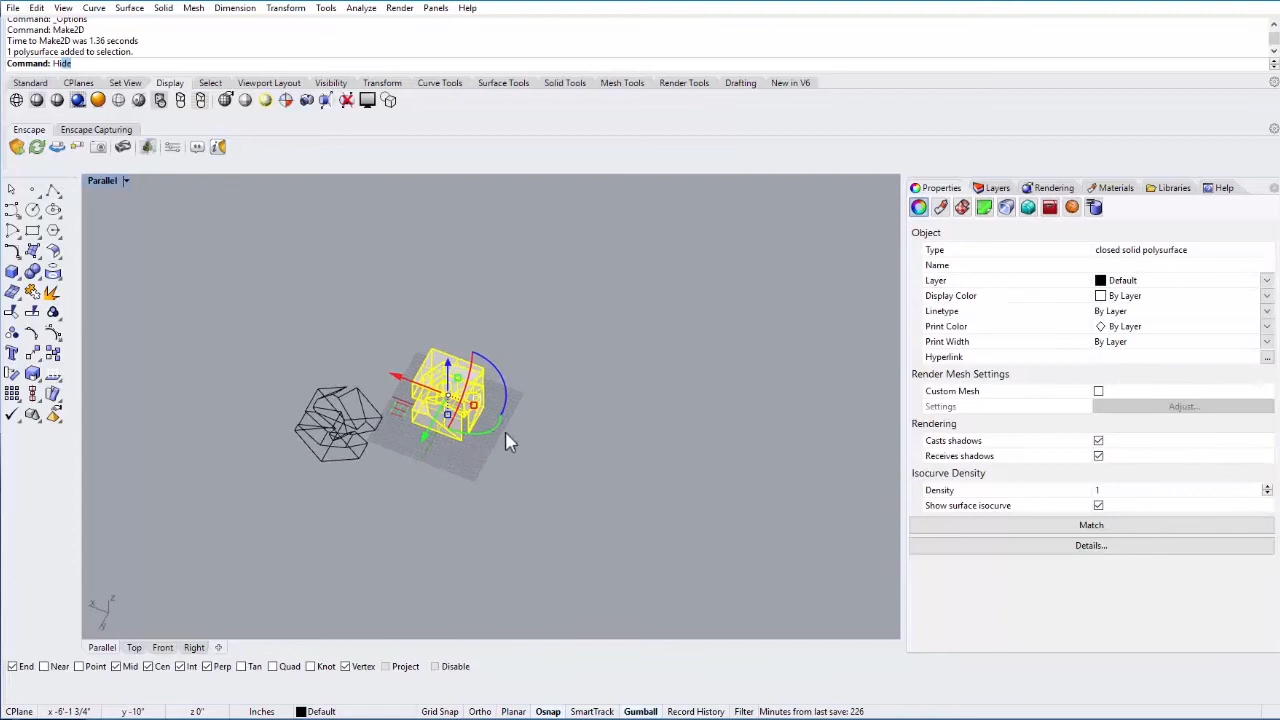 File Edit View Curve Surface Solid Mesh Dimension Transform Tools Analyze Render Panels Help
Command: _Options
Command: Make2D
Time to Make2D was 1.36 seconds
1 polysurface added to selection.
Command: Hide
Standard CPlanes Set View Display Select Viewport Layout Visibility Transform Curve Tools Surface Tools Solid Tools Mesh Tools Render Tools Drafting New in V6
Enscape Enscape Capturing
Parallel
Properties Layers Rendering Materials Libraries Help
Object
Type closed solid polysurface
Name
Layer Default
Display Color By Layer
Linetype By Layer
Print Color By Layer
Print Width By Layer
Hyperlink ...
Render Mesh Settings
Custom Mesh
Settings Adjust...
Rendering
Casts shadows
Receives shadows
Isocurve Density
Density 1
Show surface isocurve
Match
Details...
z
x
y
Parallel Top Front Right
End Near Point Mid Cen Int Perp Tan Quad Knot Vertex Project Disable
CPlane x -6'-1 3/4" y -10" z 0" Inches Default Grid Snap Ortho Planar Osnap SmartTrack Gumball Record History Filter Minutes from last save: 226